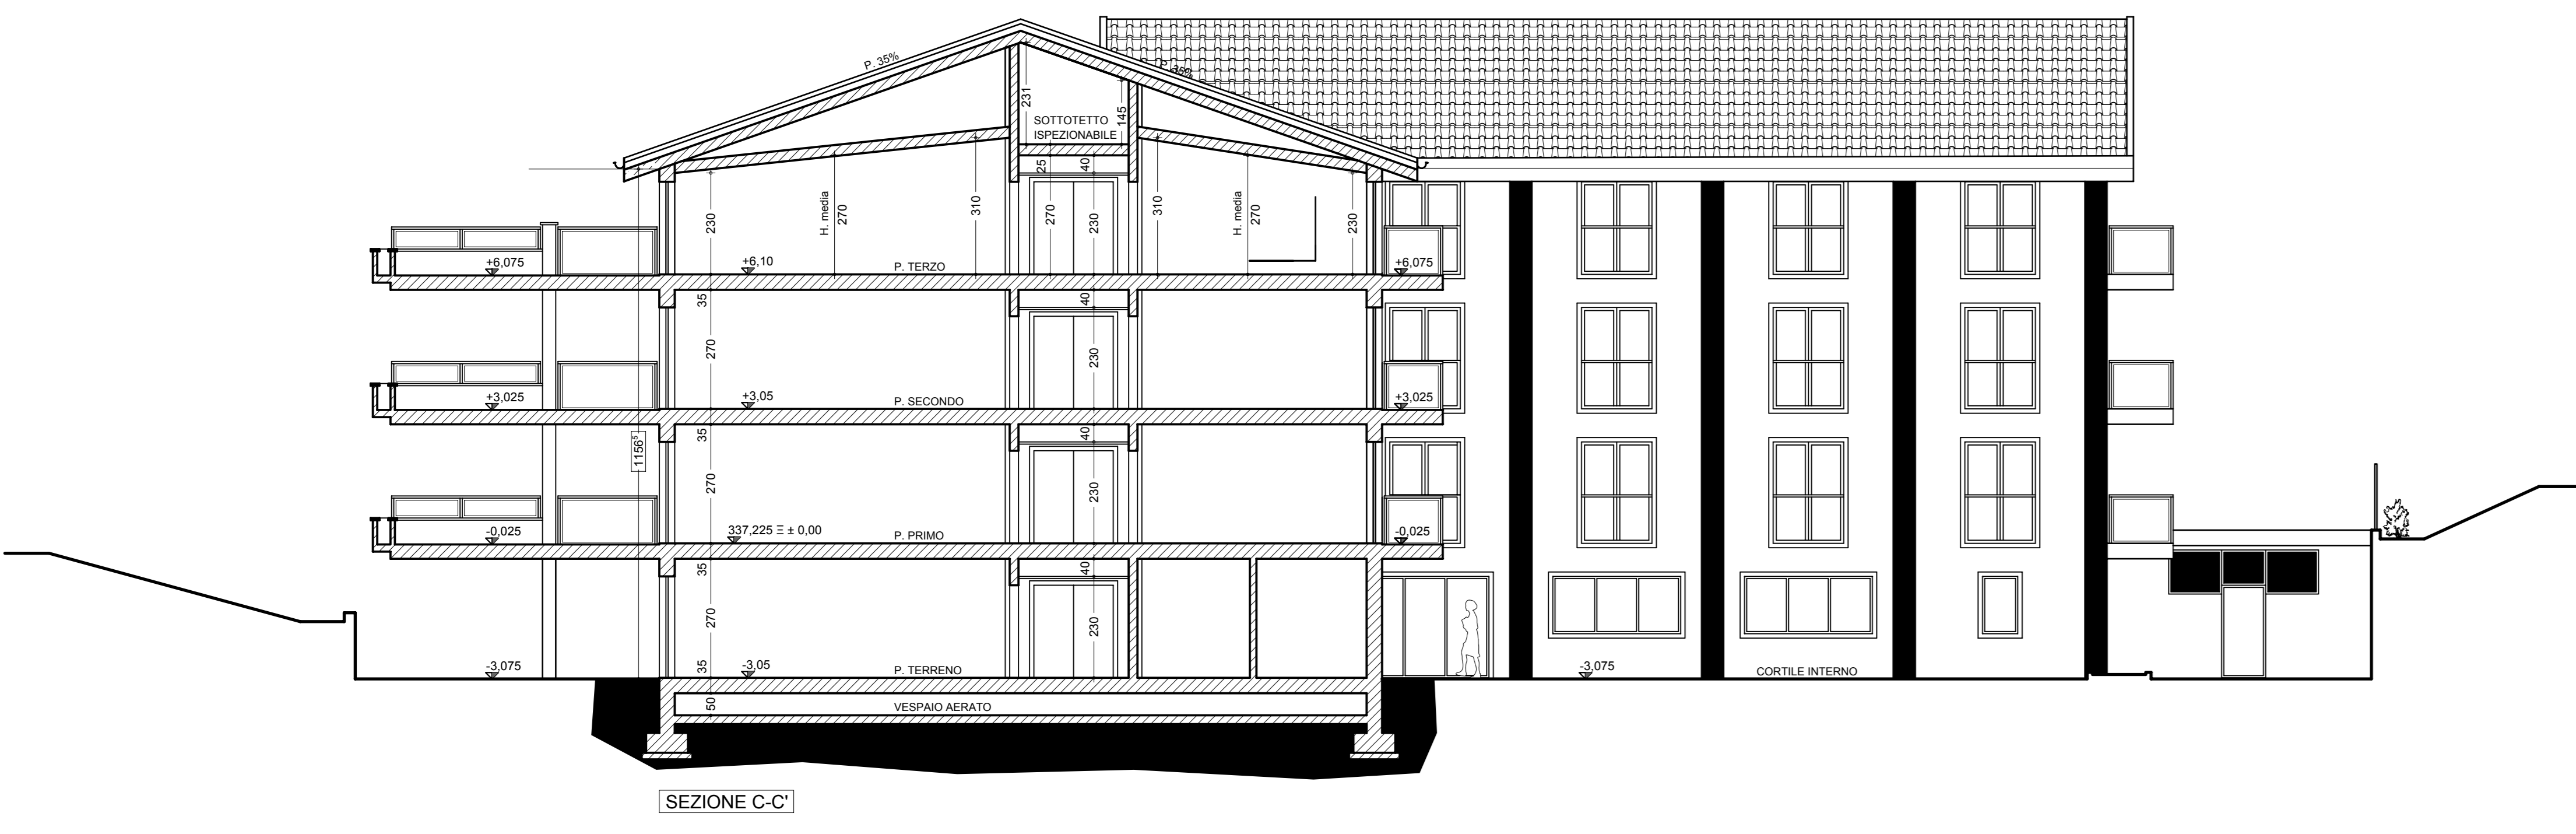 P. 35%
P. 35%
231
145
SOTTOTETTO
ISPEZIONABILE
25
40
H. media
270
230
310
270
230
310
H. media
270
230
+6,075
+6,10
P. TERZO
+6,075
35
40
270
230
+3,025
+3,05
P. SECONDO
+3,025
1156⁵
35
40
270
230
-0,025
337,225 Ξ ± 0,00
P. PRIMO
-0,025
35
40
270
230
-3,075
35
-3,05
P. TERRENO
-3,075
CORTILE INTERNO
50
VESPAIO AERATO
SEZIONE C-C'